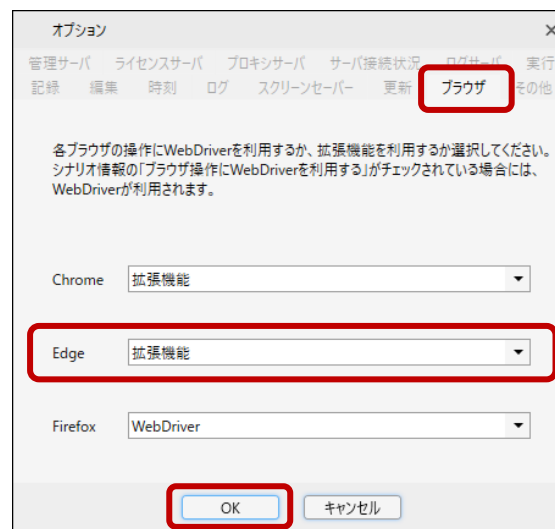 オプション
管理サーバ ライセンスサーバ プロキシサーバ サーバ接続状況 ログサーバ 実行
記録 編集 時刻 ログ スクリーンセーバー 更新 ブラウザ その他
各ブラウザの操作にWebDriverを利用するか、拡張機能を利用するか選択してください。
シナリオ情報の「ブラウザ操作にWebDriverを利用する」がチェックされている場合には、
WebDriverが利用されます。
Chrome 拡張機能
Edge 拡張機能
Firefox WebDriver
OK キャンセル